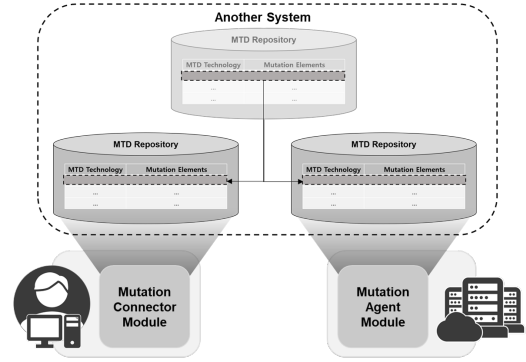 Another System
MTD Repository
MTD Technology Mutation Elements
... ...
... ...
MTD Repository
MTD Technology Mutation Elements
... ...
... ...
MTD Repository
MTD Technology Mutation Elements
... ...
... ...
Mutation
Connector
Module
Mutation
Agent
Module